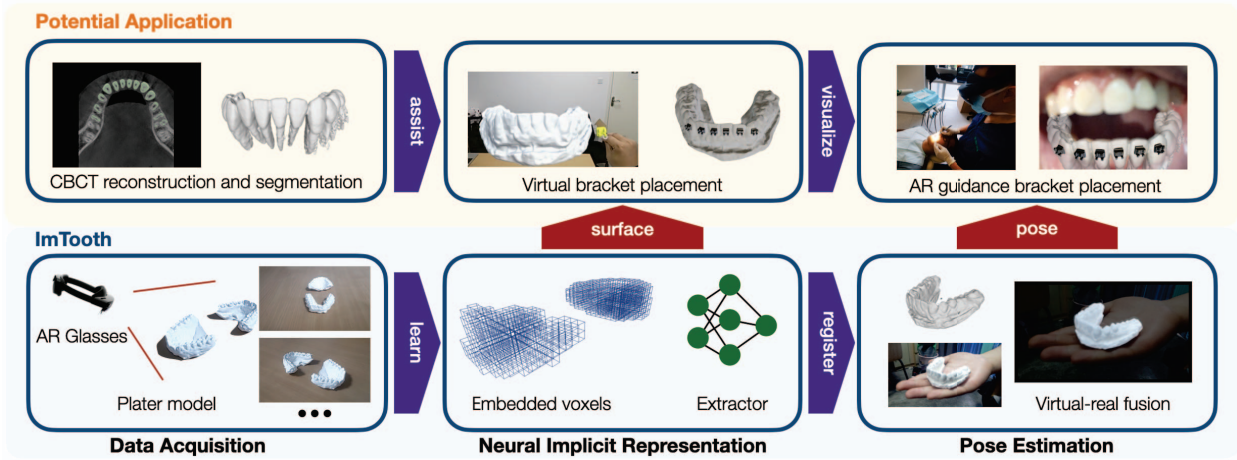 Potential Application
CBCT reconstruction and segmentation
assist
Virtual bracket placement
visualize
AR guidance bracket placement
surface
pose
ImTooth
AR Glasses
Plater model
•••
learn
Embedded voxels
Extractor
register
Virtual-real fusion
Data Acquisition
Neural Implicit Representation
Pose Estimation